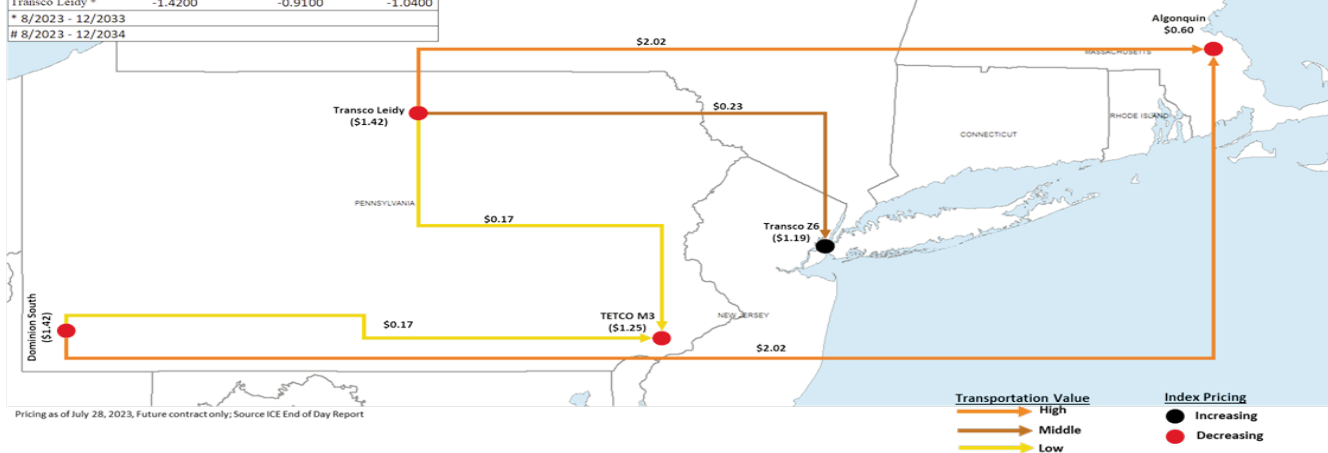 Transco Leidy * -1.4200 -0.9100 -1.0400
* 8/2023 - 12/2033
# 8/2023 - 12/2034
Algonquin
$0.60
$2.02
MASSACHUSETTS
Transco Leidy
($1.42)
$0.23
RHODE ISLAND
CONNECTICUT
PENNSYLVANIA
$0.17
Transco Z6
($1.19)
Dominion South
($1.42)
$0.17
TETCO M3
($1.25)
NEW JERSEY
$2.02
Pricing as of July 28, 2023, Future contract only; Source ICE End of Day Report
Transportation Value
High
Middle
Low
Index Pricing
Increasing
Decreasing